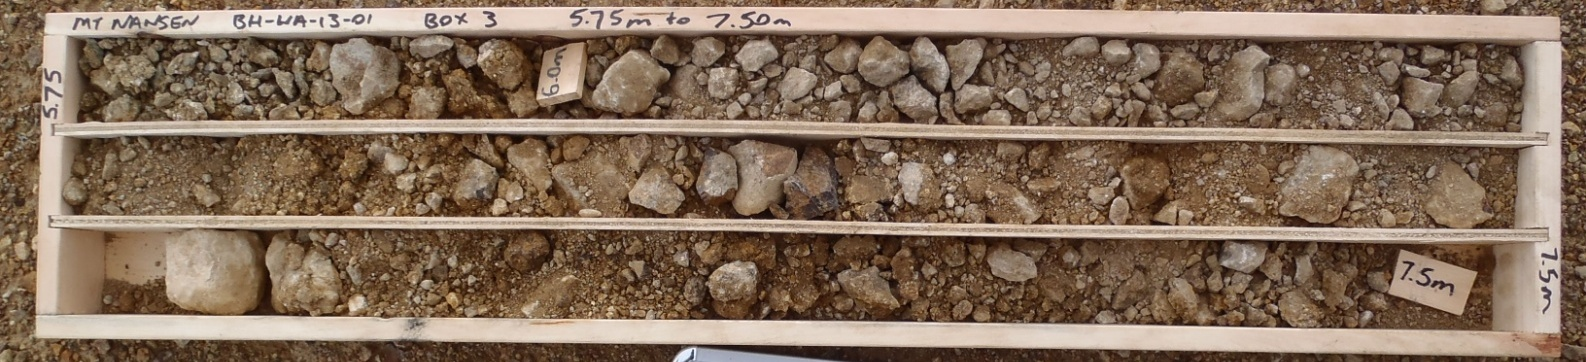 MT NANSEN BH-WA-13-01 BOX 3 5.75m to 7.50m
5.75
6.0m
7.5m
7.5m